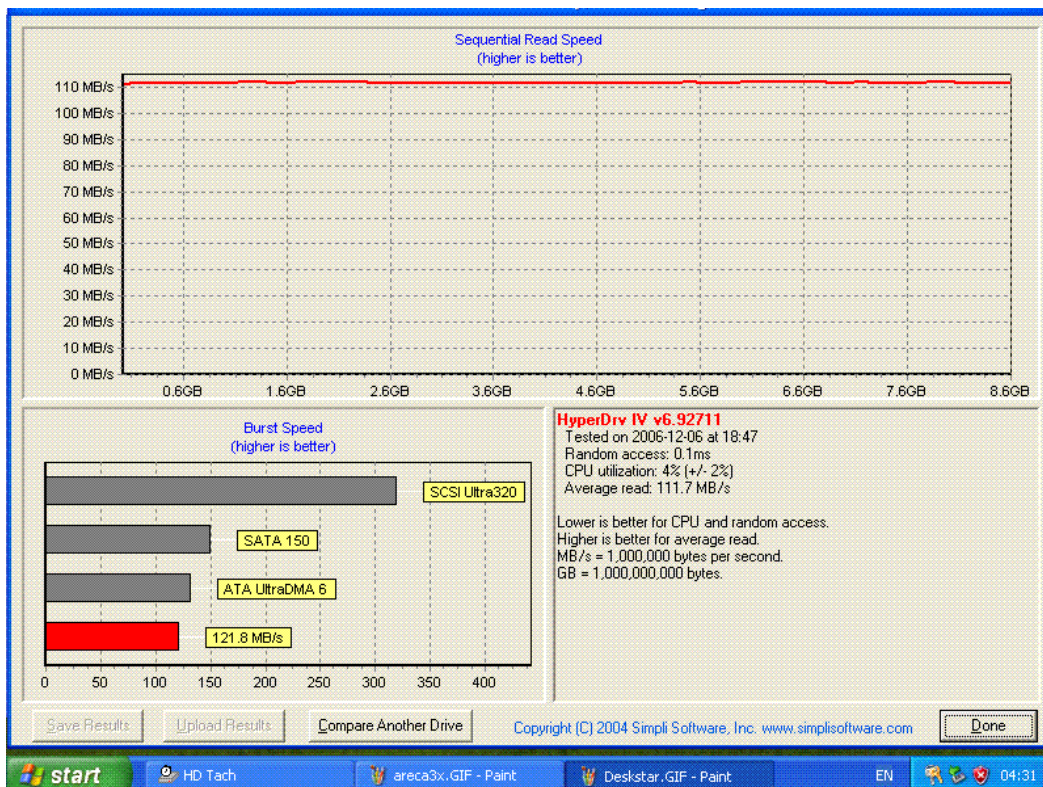 Sequential Read Speed
(higher is better)
110 MB/s
100 MB/s
90 MB/s
80 MB/s
70 MB/s
60 MB/s
50 MB/s
40 MB/s
30 MB/s
20 MB/s
10 MB/s
0 MB/s
0.6GB 1.6GB 2.6GB 3.6GB 4.6GB 5.6GB 6.6GB 7.6GB 8.6GB
Burst Speed
(higher is better)
SCSI Ultra320
SATA 150
ATA UltraDMA 6
121.8 MB/s
0 50 100 150 200 250 300 350 400
HyperDrv IV v6.92711
Tested on 2006-12-06 at 18:47
Random access: 0.1ms
CPU utilization: 4% (+/- 2%)
Average read: 111.7 MB/s
Lower is better for CPU and random access.
Higher is better for average read.
MB/s = 1,000,000 bytes per second.
GB = 1,000,000,000 bytes.
Save Results Upload Results Compare Another Drive Copyright (C) 2004 Simpli Software, Inc. www.simplisoftware.com Done
start HD Tach areca3x.GIF - Paint Deskstar.GIF - Paint EN 04:31